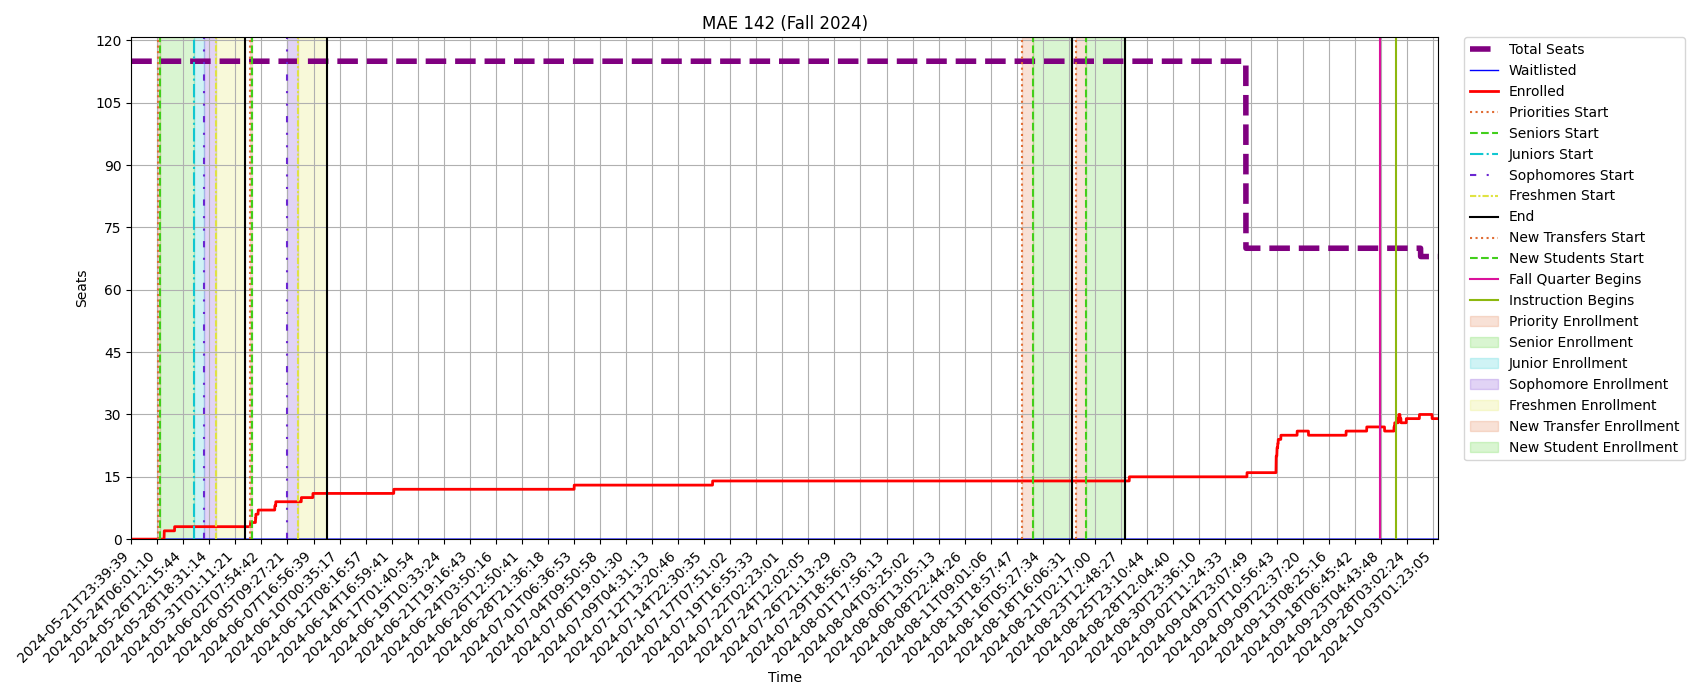 MAE 142 (Fall 2024)
120
105
90
75
60
45
30
15
0
Seats
2024-05-21T23:39:39
2024-05-24T06:01:10
2024-05-26T12:15:44
2024-05-28T18:31:14
2024-05-31T01:11:21
2024-06-02T07:54:42
2024-06-05T09:27:21
2024-06-07T16:56:39
2024-06-10T00:35:17
2024-06-12T08:16:57
2024-06-14T16:59:41
2024-06-17T01:40:54
2024-06-19T10:33:24
2024-06-21T19:16:43
2024-06-24T03:50:16
2024-06-26T12:50:41
2024-06-28T21:36:18
2024-07-01T06:36:53
2024-07-04T09:50:58
2024-07-06T19:01:30
2024-07-09T04:31:13
2024-07-12T13:20:46
2024-07-14T22:30:35
2024-07-17T07:51:02
2024-07-19T16:55:33
2024-07-22T02:23:01
2024-07-24T12:02:05
2024-07-26T21:13:29
2024-07-29T18:56:03
2024-08-01T17:56:13
2024-08-04T03:25:02
2024-08-06T13:05:13
2024-08-08T22:44:26
2024-08-11T09:01:06
2024-08-13T18:57:47
2024-08-16T05:27:34
2024-08-18T16:06:31
2024-08-21T02:17:00
2024-08-23T12:48:27
2024-08-25T23:10:44
2024-08-28T12:04:40
2024-08-30T23:36:10
2024-09-02T11:24:33
2024-09-04T23:07:49
2024-09-07T10:56:43
2024-09-09T22:37:20
2024-09-13T08:25:16
2024-09-18T06:45:42
2024-09-23T04:43:48
2024-09-28T03:02:24
2024-10-03T01:23:05
Time
Total Seats
Waitlisted
Enrolled
Priorities Start
Seniors Start
Juniors Start
Sophomores Start
Freshmen Start
End
New Transfers Start
New Students Start
Fall Quarter Begins
Instruction Begins
Priority Enrollment
Senior Enrollment
Junior Enrollment
Sophomore Enrollment
Freshmen Enrollment
New Transfer Enrollment
New Student Enrollment